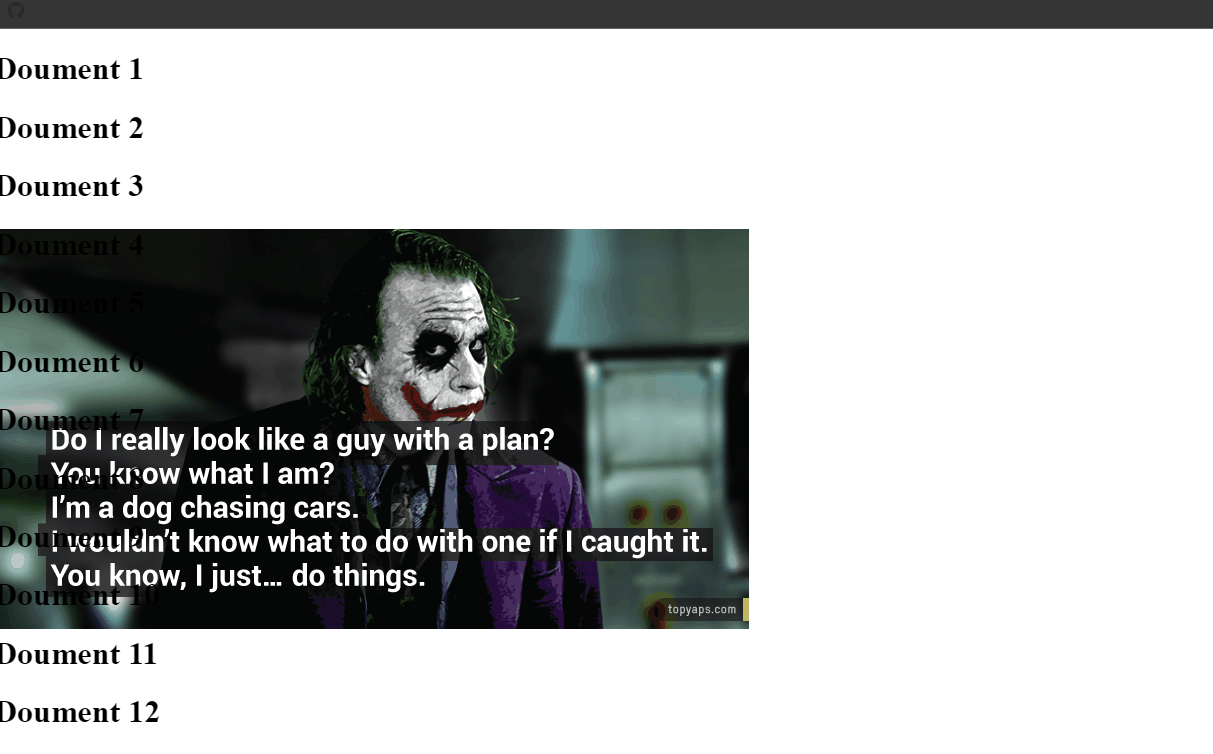 Doument 1
Doument 2
Doument 3
Doument 4
Doument 5
Doument 6
Doument 7
Do I really look like a guy with a plan?
You know what I am?
Doument 8
I'm a dog chasing cars.
Doument 9
I wouldn't know what to do with one if I caught it.
You know, I just... do things.
Doument 10
topyaps.com
Doument 11
Doument 12